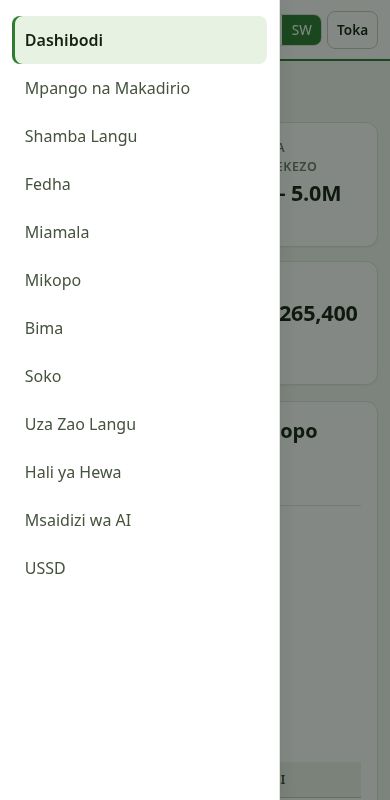 Dashibodi
Mpango na Makadirio
Shamba Langu
Fedha
Miamala
Mikopo
Bima
Soko
Uza Zao Langu
Hali ya Hewa
Msaidizi wa AI
USSD
SW
Toka
5.0M
265,400